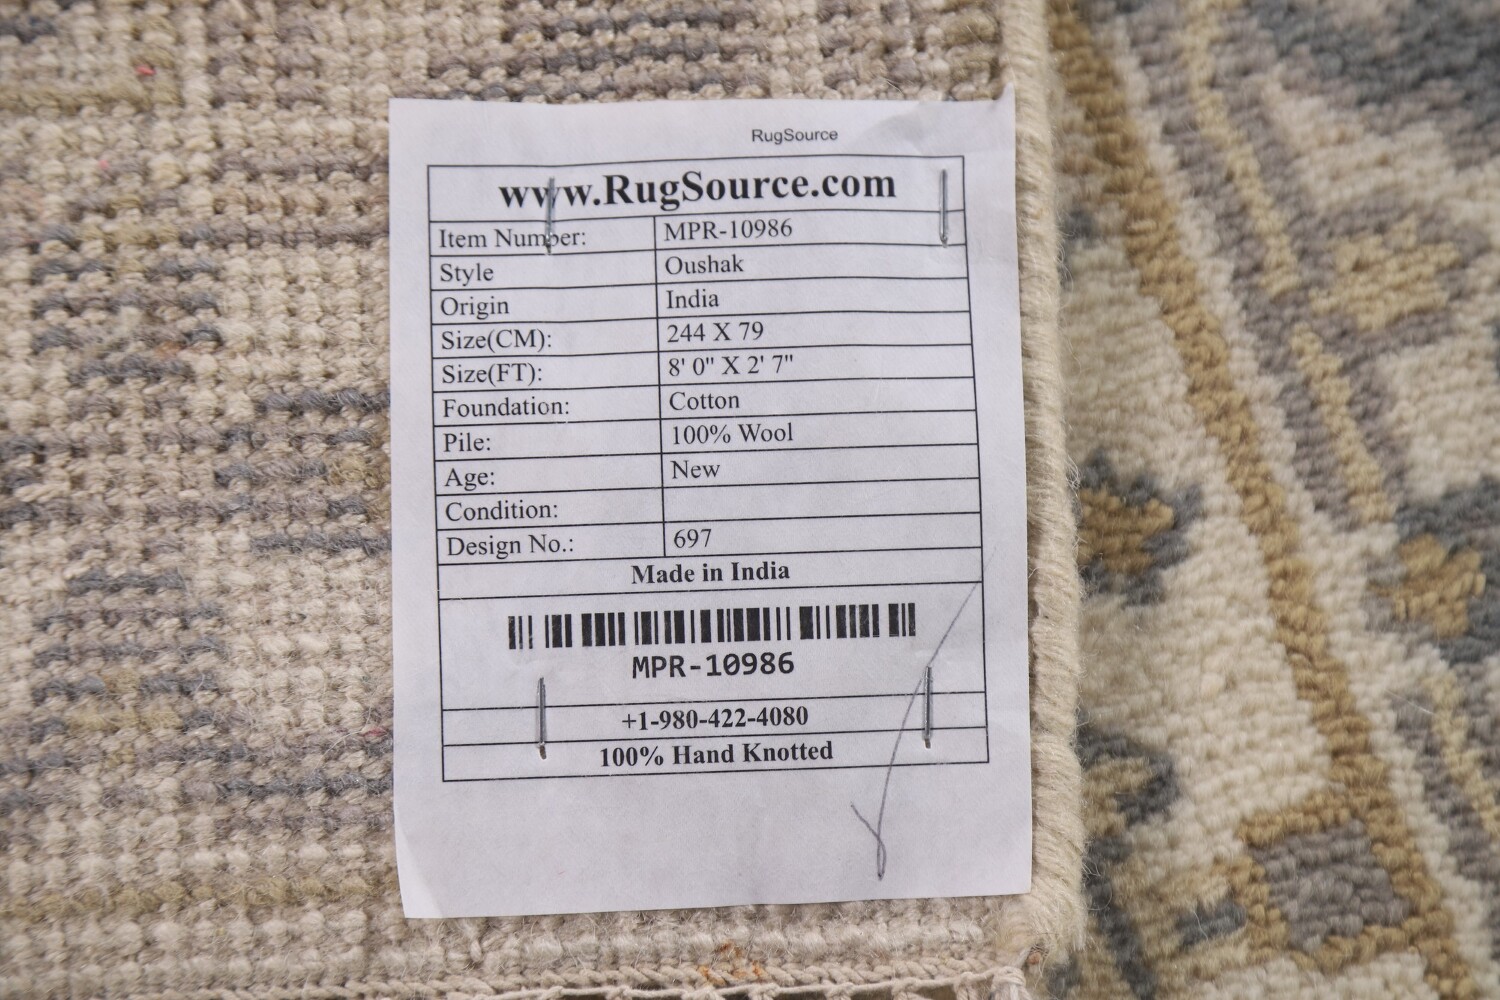 RugSource
www.RugSource.com
Item Number: MPR-10986
Style Oushak
Origin India
Size(CM): 244 X 79
Size(FT): 8' 0" X 2' 7"
Foundation: Cotton
Pile: 100% Wool
Age: New
Condition:
Design No.: 697
Made in India
MPR-10986
+1-980-422-4080
100% Hand Knotted